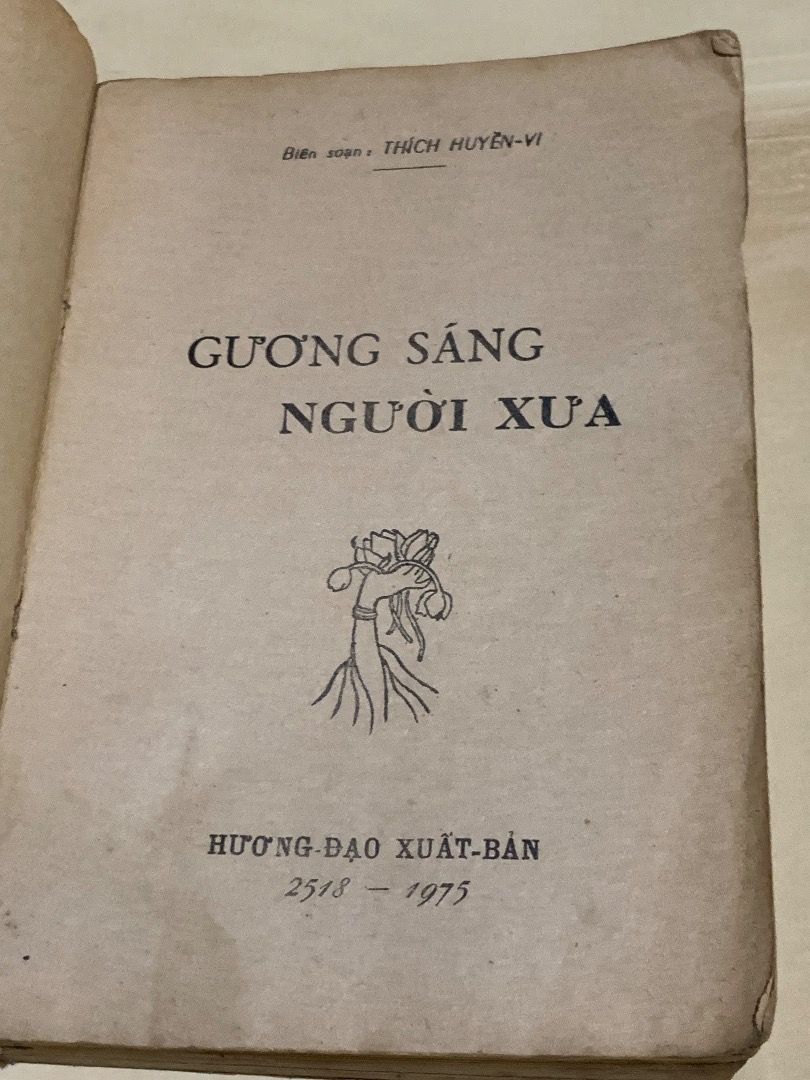 Biên soạn : THÍCH HUYỀN-VI
GƯƠNG SÁNG
NGƯỜI XƯA
HƯƠNG-ĐẠO XUẤT-BẢN
2518 — 1975